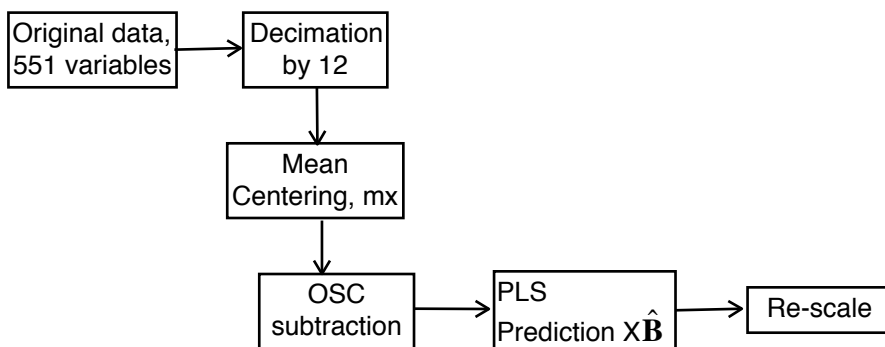 Original data,
551 variables
Decimation
by 12
Mean
Centering, mx
OSC
subtraction
PLS
Prediction XB̂
Re-scale